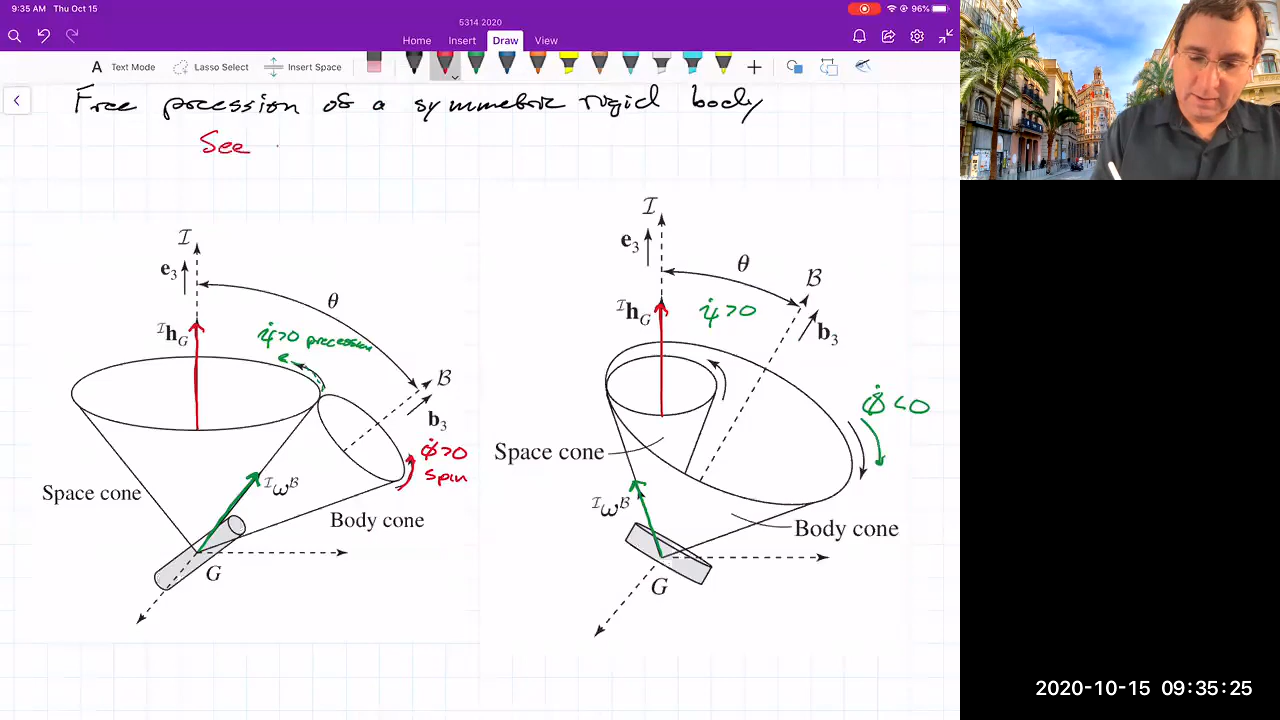 9:35 AM Thu Oct 15
96%
5314 2020
Home Insert Draw View
A Text Mode Lasso Select Insert Space
Free precession of a symmetric rigid body
See
I
e3
θ
IhG
ψ̇>0 precession
B
b3
φ̇>0
spin
Space cone
IωB
Body cone
G
I
e3
θ
B
IhG
ψ̇>0
b3
φ̇<0
Space cone
IωB
Body cone
G
2020-10-15 09:35:25